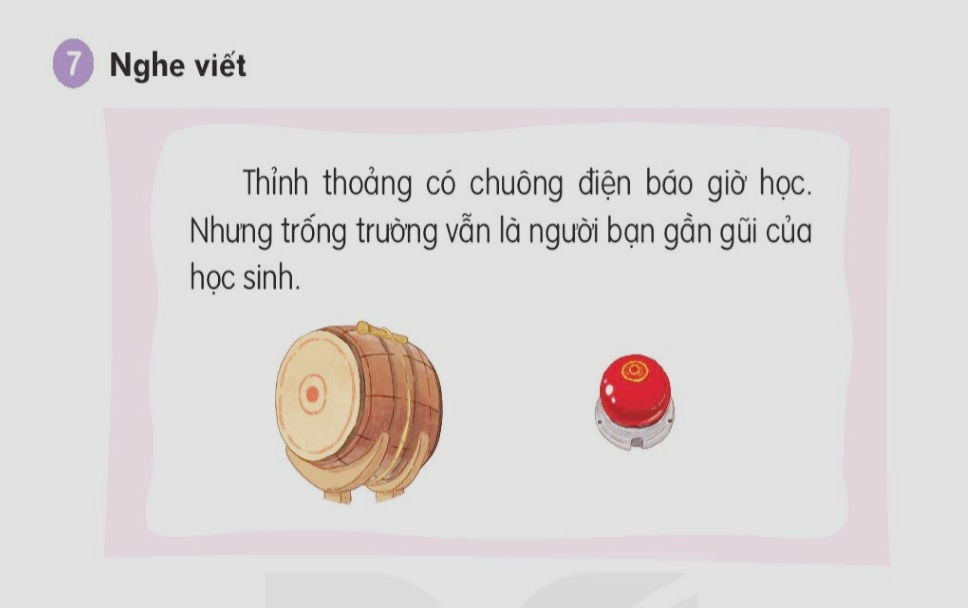 7 Nghe viết
Thỉnh thoảng có chuông điện báo giờ học.
Nhưng trống trường vẫn là người bạn gần gũi của
học sinh.